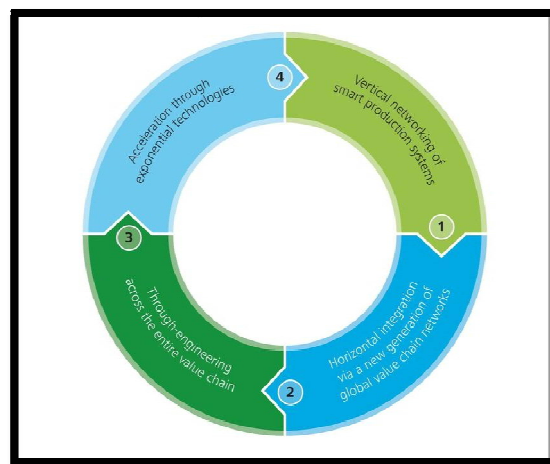 Vertical networking of
smart production systems
1
Horizontal integration
via a new generation of
global value chain networks
2
Through-engineering
across the entire value chain
3
Acceleration through
exponential technologies
4